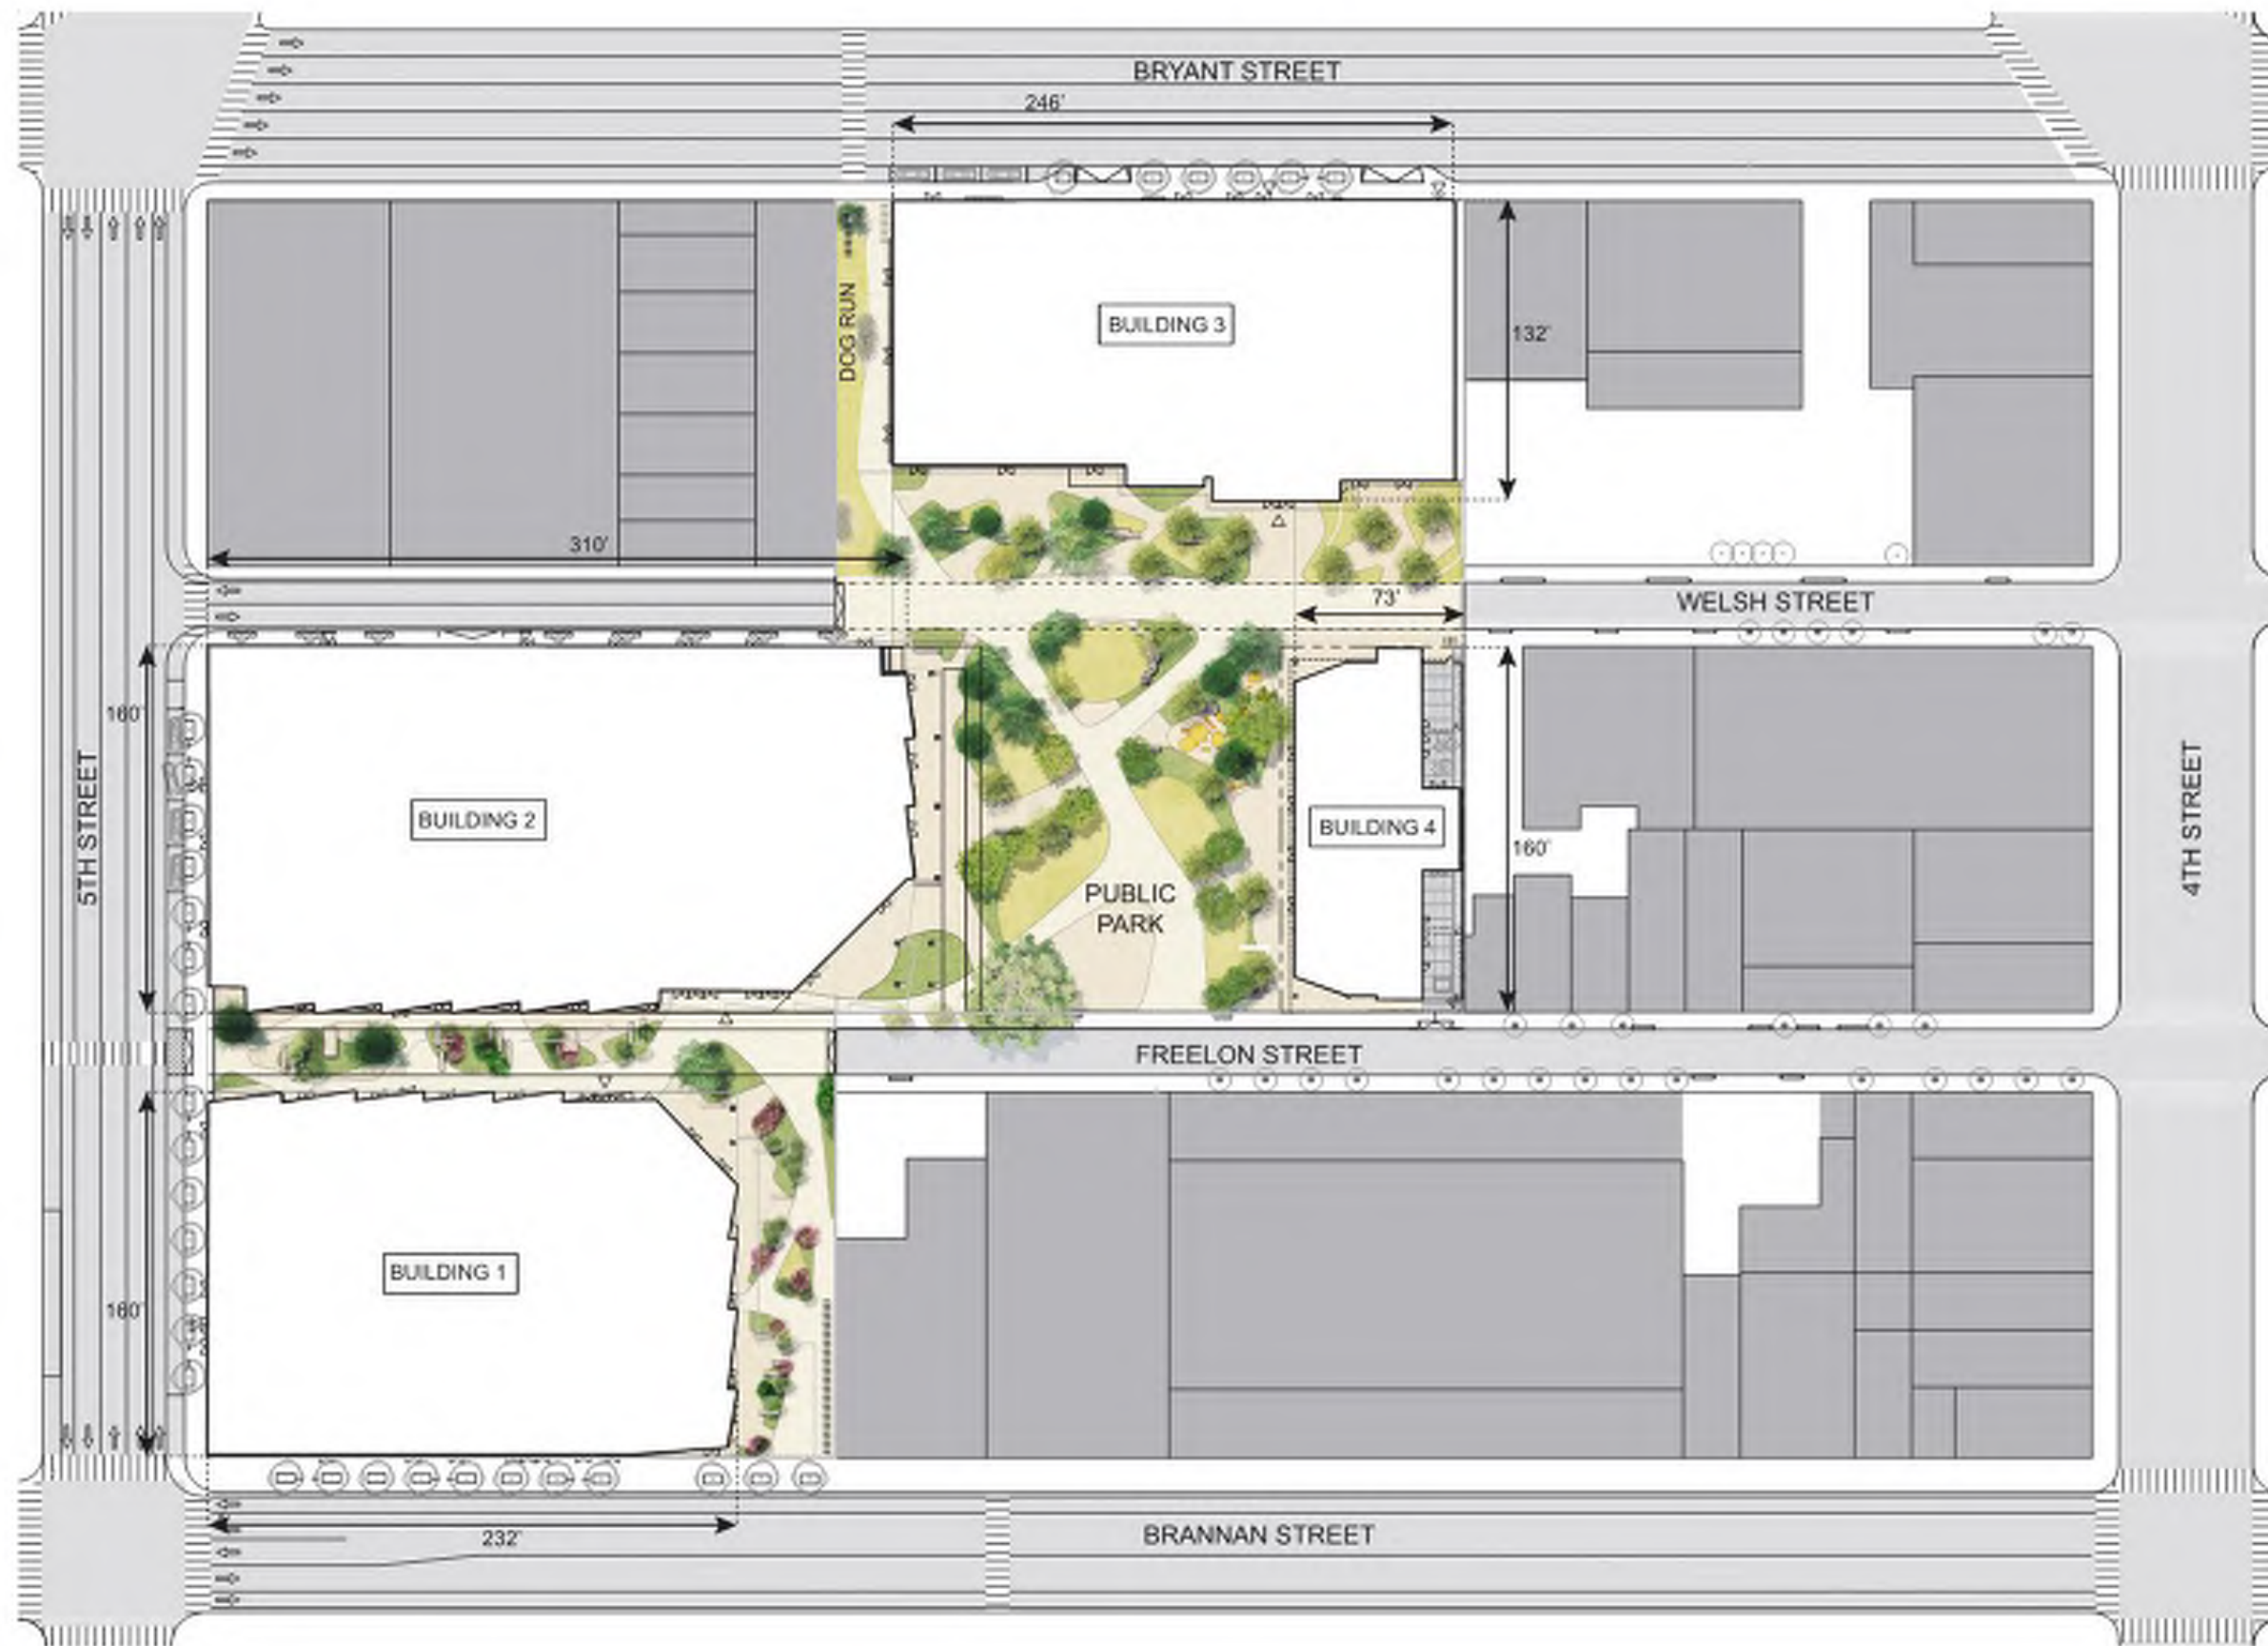 BRYANT STREET
246'
BUILDING 3
DOG RUN
132'
310'
73'
WELSH STREET
160'
5TH STREET
BUILDING 2
BUILDING 4
160'
4TH STREET
PUBLIC
PARK
FREELON STREET
BUILDING 1
160'
232'
BRANNAN STREET